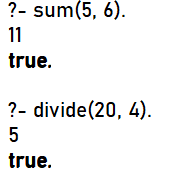 ?- sum(5, 6).
11
true.
?- divide(20, 4).
5
true.